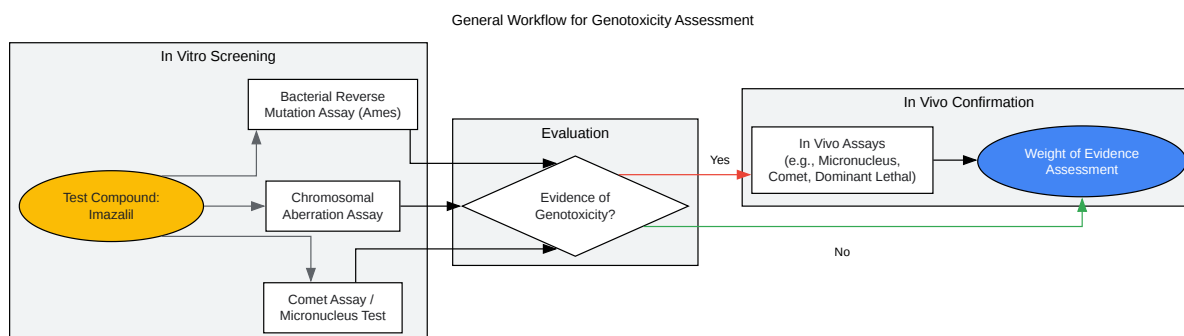 General Workflow for Genotoxicity Assessment
In Vitro Screening
Bacterial Reverse
Mutation Assay (Ames)
Test Compound:
Imazalil
Chromosomal
Aberration Assay
Comet Assay /
Micronucleus Test
Evaluation
Evidence of
Genotoxicity?
Yes
No
In Vivo Confirmation
In Vivo Assays
(e.g., Micronucleus,
Comet, Dominant Lethal)
Weight of Evidence
Assessment